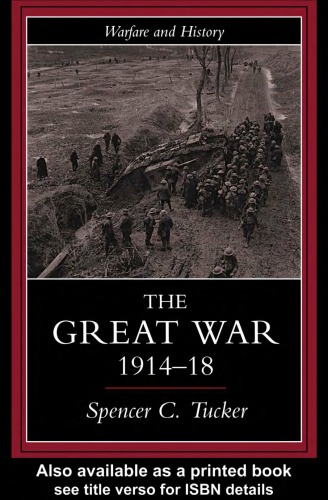 Warfare and History
THE
GREAT WAR
1914–18
Spencer C. Tucker
Also available as a printed book
see title verso for ISBN details